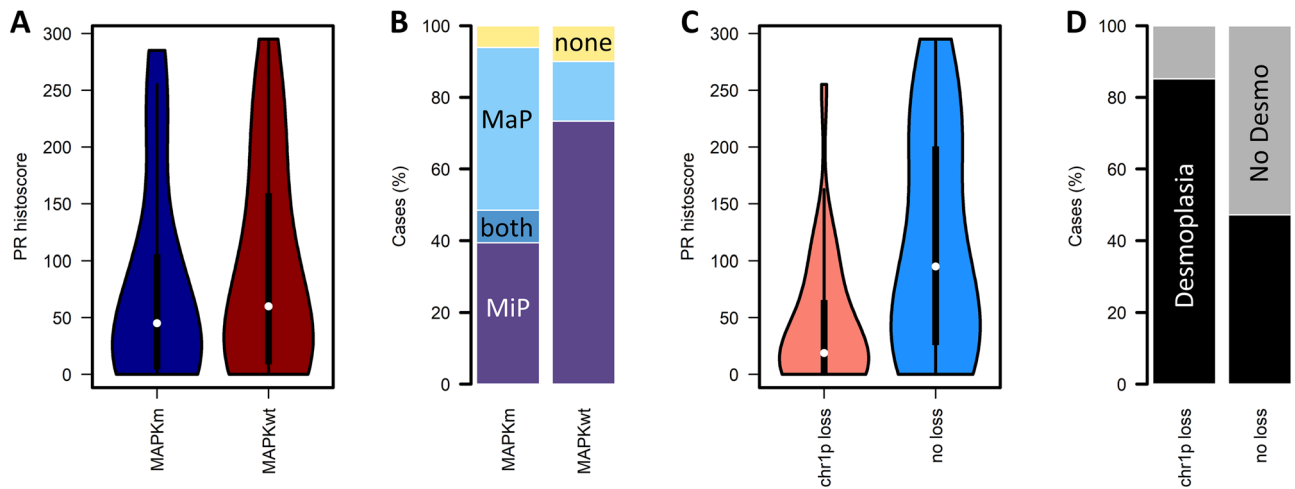 A
PR histoscore
300
250
200
150
100
50
0
MAPKm
MAPKwt
B
Cases (%)
100
80
60
40
20
0
none
MaP
both
MiP
MAPKm
MAPKwt
C
PR histoscore
300
250
200
150
100
50
0
chr1p loss
no loss
D
Cases (%)
100
80
60
40
20
0
Desmoplasia
No Desmo
chr1p loss
no loss